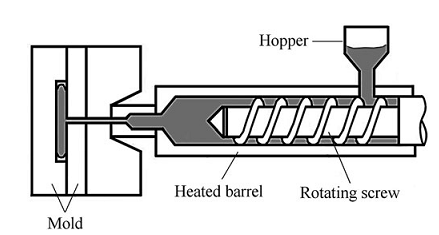 Hopper
Heated barrel
Rotating screw
Mold